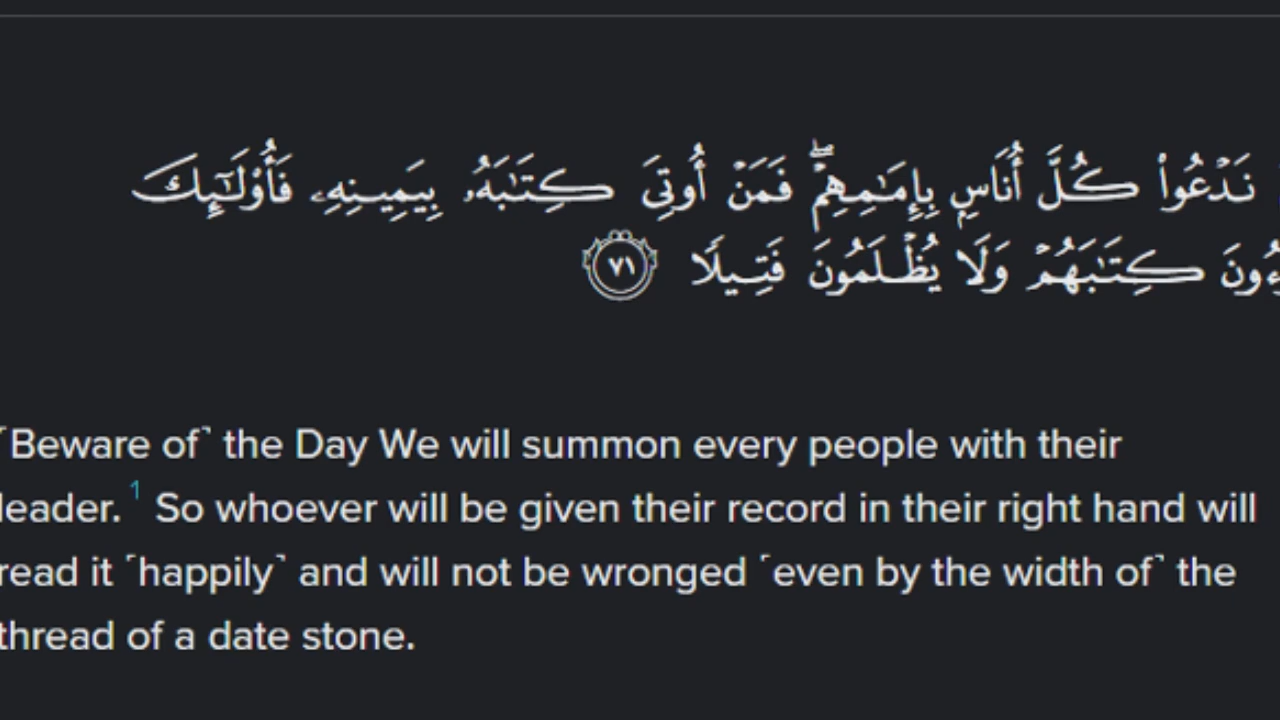 نَدْعُوا۟ كُلَّ أُنَاسٍۭ بِإِمَـٰمِهِمْ ۖ فَمَنْ أُوتِىَ كِتَـٰبَهُۥ بِيَمِينِهِۦ فَأُو۟لَـٰٓئِكَ
كِتَـٰبَهُمْ وَلَا يُظْلَمُونَ فَتِيلًا ٧١
⸢Beware of⸣ the Day We will summon every people with their
leader. 1 So whoever will be given their record in their right hand will
read it ⸢happily⸣ and will not be wronged ⸢even by the width of⸣ the
thread of a date stone.